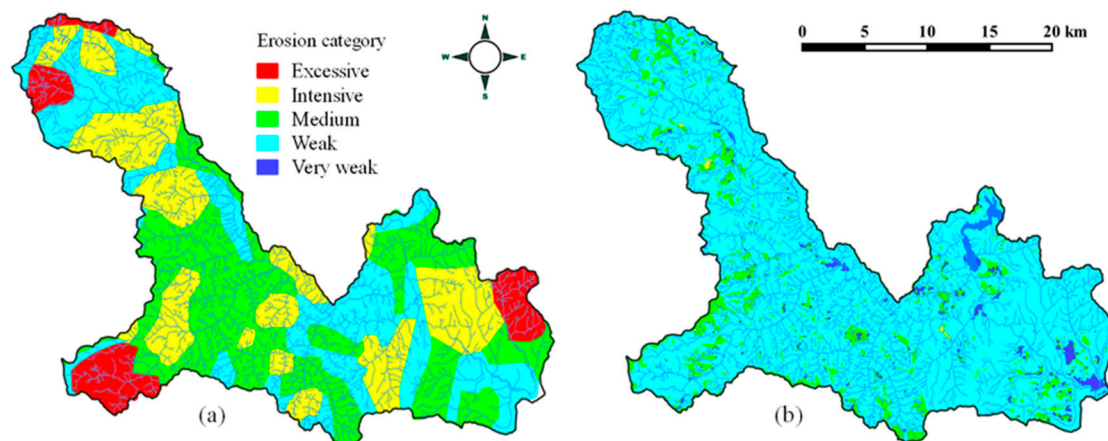 Erosion category
Excessive
Intensive
Medium
Weak
Very weak
N
W E
S
0 5 10 15 20 km
(a)
(b)